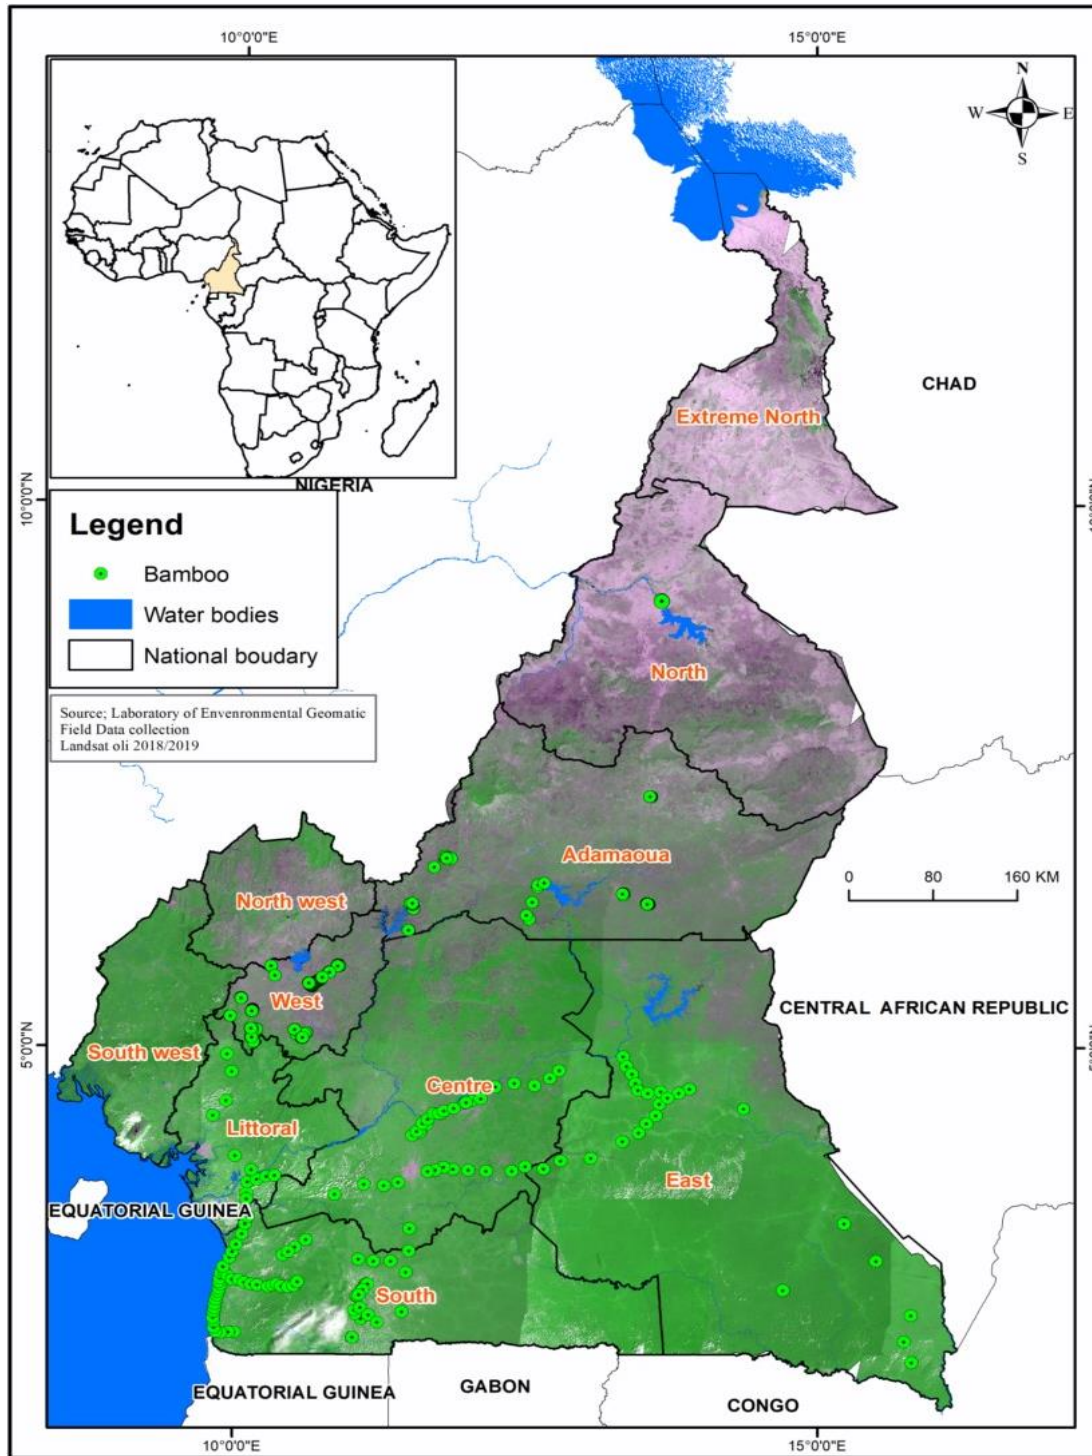 10°0'0"E
15°0'0"E
N
W
E
S
CHAD
Extreme North
NIGERIA
10°0'0"N
Legend
Bamboo
Water bodies
National boudary
North
Source; Laboratory of Envenronmental Geomatic
Field Data collection
Landsat oli 2018/2019
Adamaoua
0 80 160 KM
North west
West
CENTRAL AFRICAN REPUBLIC
5°0'0"N
South west
Centre
Littoral
East
EQUATORIAL GUINEA
South
EQUATORIAL GUINEA
GABON
CONGO
10°0'0"E
15°0'0"E